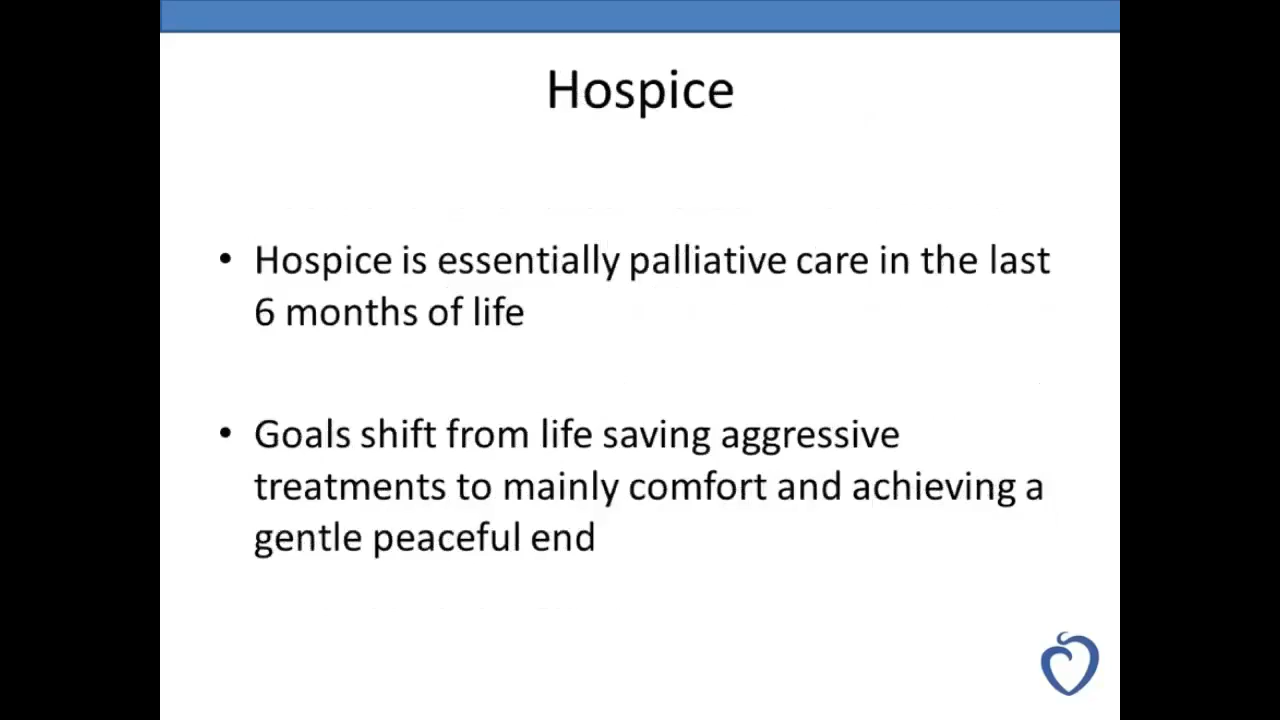 Hospice
• Hospice is essentially palliative care in the last
6 months of life
• Goals shift from life saving aggressive
treatments to mainly comfort and achieving a
gentle peaceful end